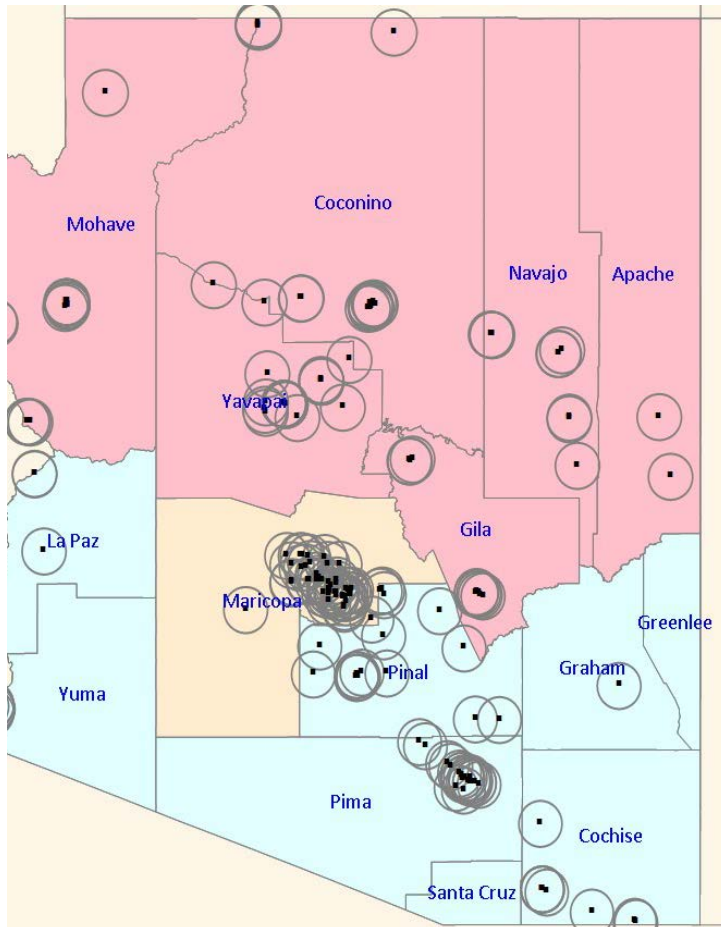 Coconino
Mohave
Navajo
Apache
Yavapai
Gila
La Paz
Maricopa
Greenlee
Graham
Pinal
Yuma
Pima
Cochise
Santa Cruz